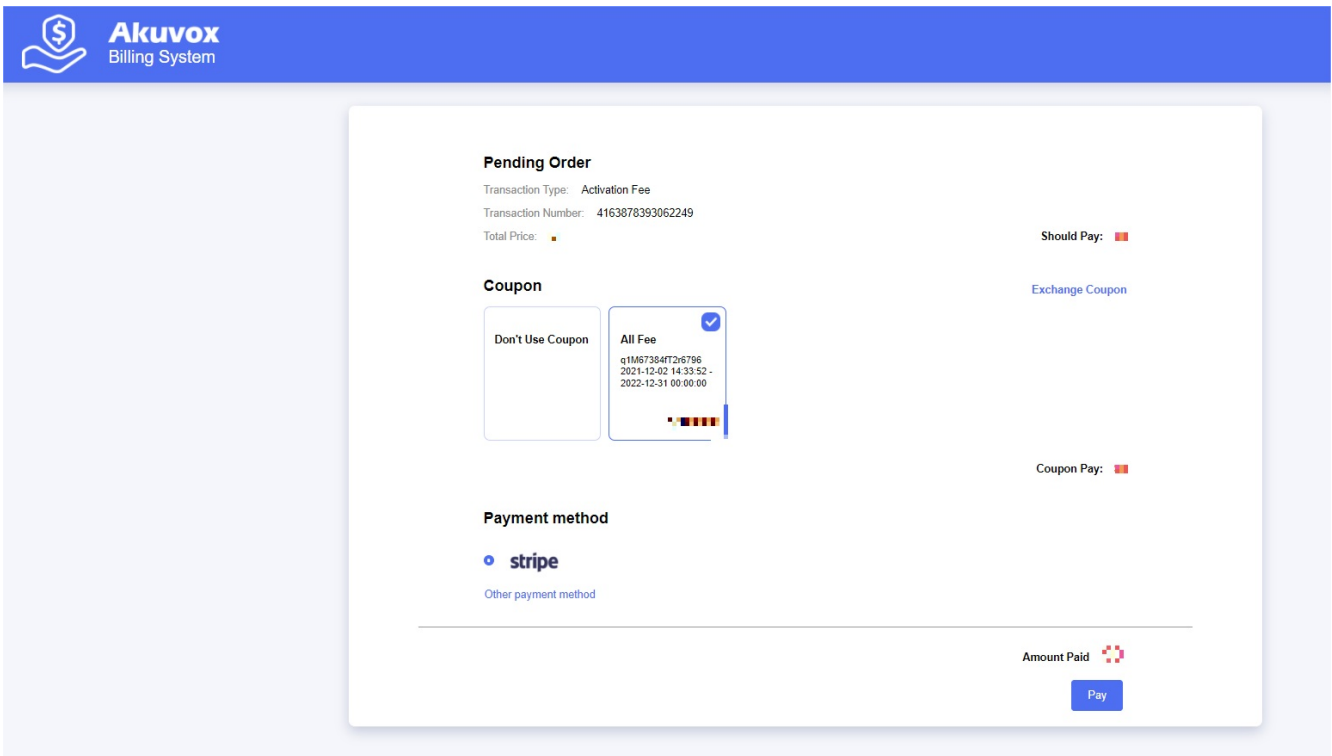 Akuvox
Billing System
Pending Order
Transaction Type: Activation Fee
Transaction Number: 4163878393062249
Total Price:
Should Pay:
Coupon
Exchange Coupon
Don't Use Coupon
All Fee
q1M67384fT2r6796
2021-12-02 14:33:52 -
2022-12-31 00:00:00
Coupon Pay:
Payment method
stripe
Other payment method
Amount Paid
Pay